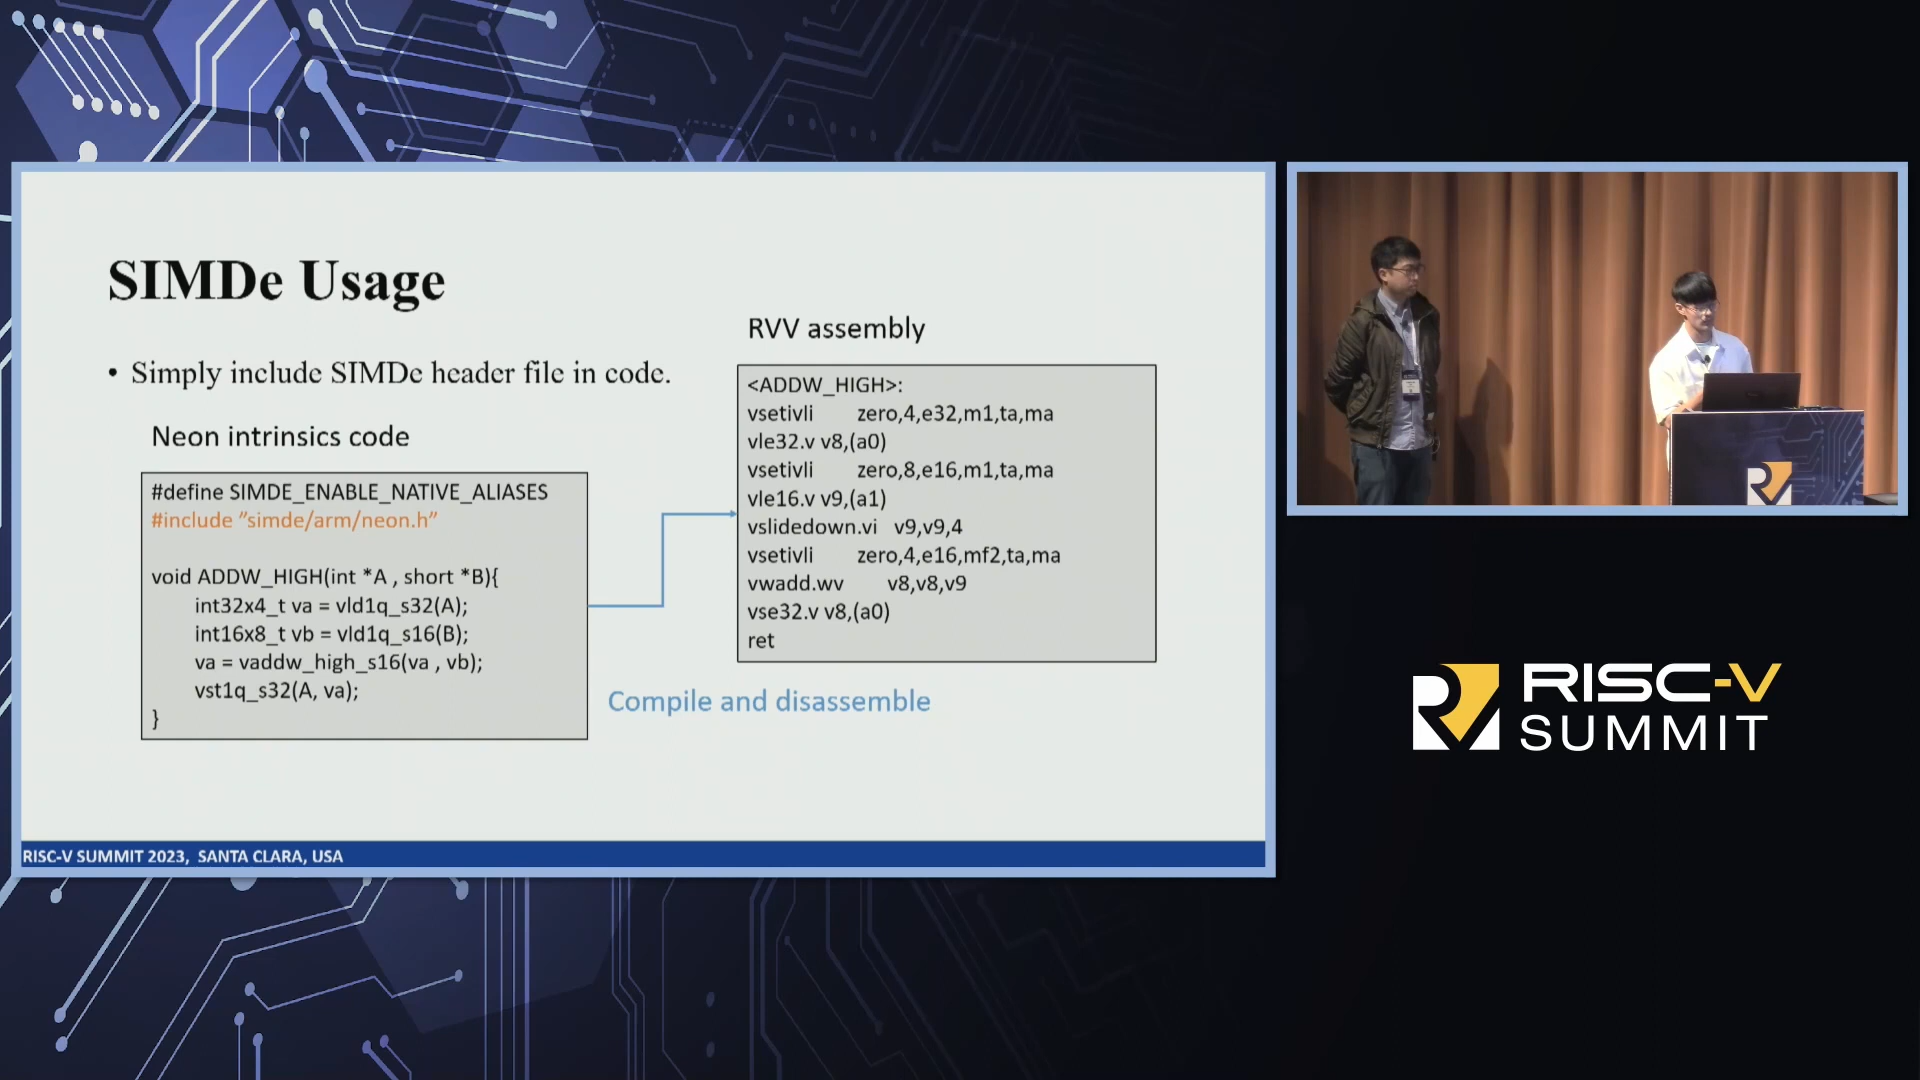 SIMDe Usage
• Simply include SIMDe header file in code.
Neon intrinsics code
#define SIMDE_ENABLE_NATIVE_ALIASES
#include ”simde/arm/neon.h”
void ADDW_HIGH(int *A , short *B){
int32x4_t va = vld1q_s32(A);
int16x8_t vb = vld1q_s16(B);
va = vaddw_high_s16(va , vb);
vst1q_s32(A, va);
}
RVV assembly
<ADDW_HIGH>:
vsetivli zero,4,e32,m1,ta,ma
vle32.v v8,(a0)
vsetivli zero,8,e16,m1,ta,ma
vle16.v v9,(a1)
vslidedown.vi v9,v9,4
vsetivli zero,4,e16,mf2,ta,ma
vwadd.wv v8,v8,v9
vse32.v v8,(a0)
ret
Compile and disassemble
RISC-V SUMMIT 2023, SANTA CLARA, USA
RISC-V
SUMMIT